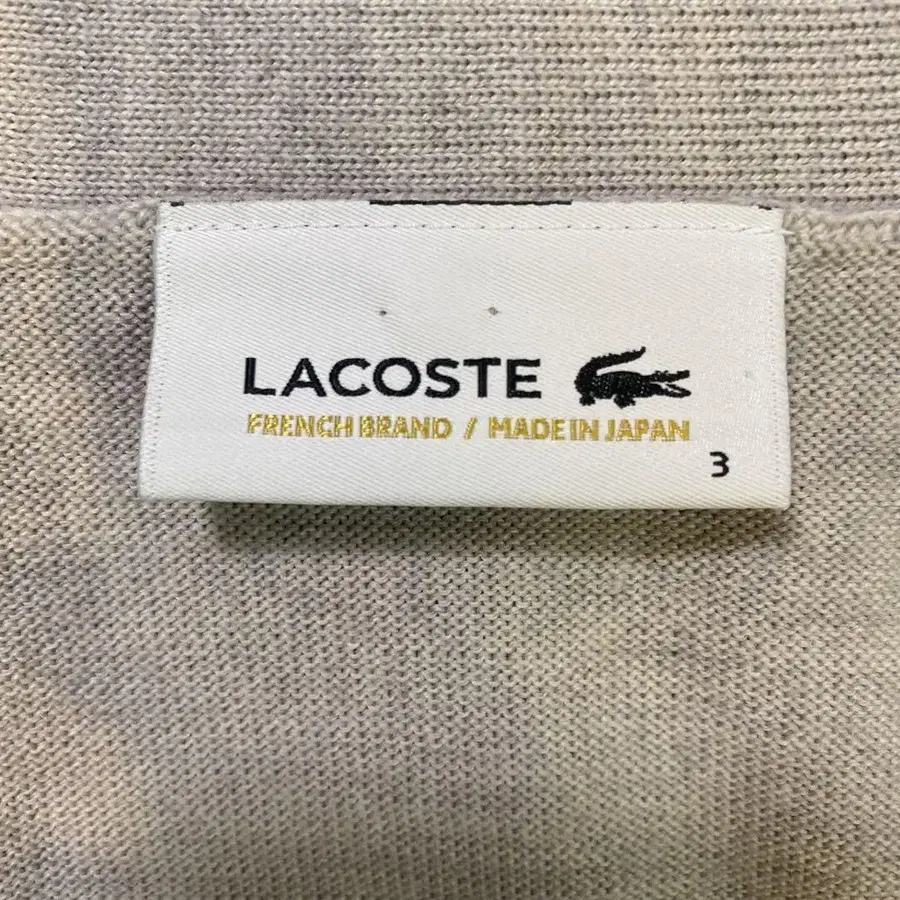 LACOSTE
FRENCH BRAND / MADE IN JAPAN
3